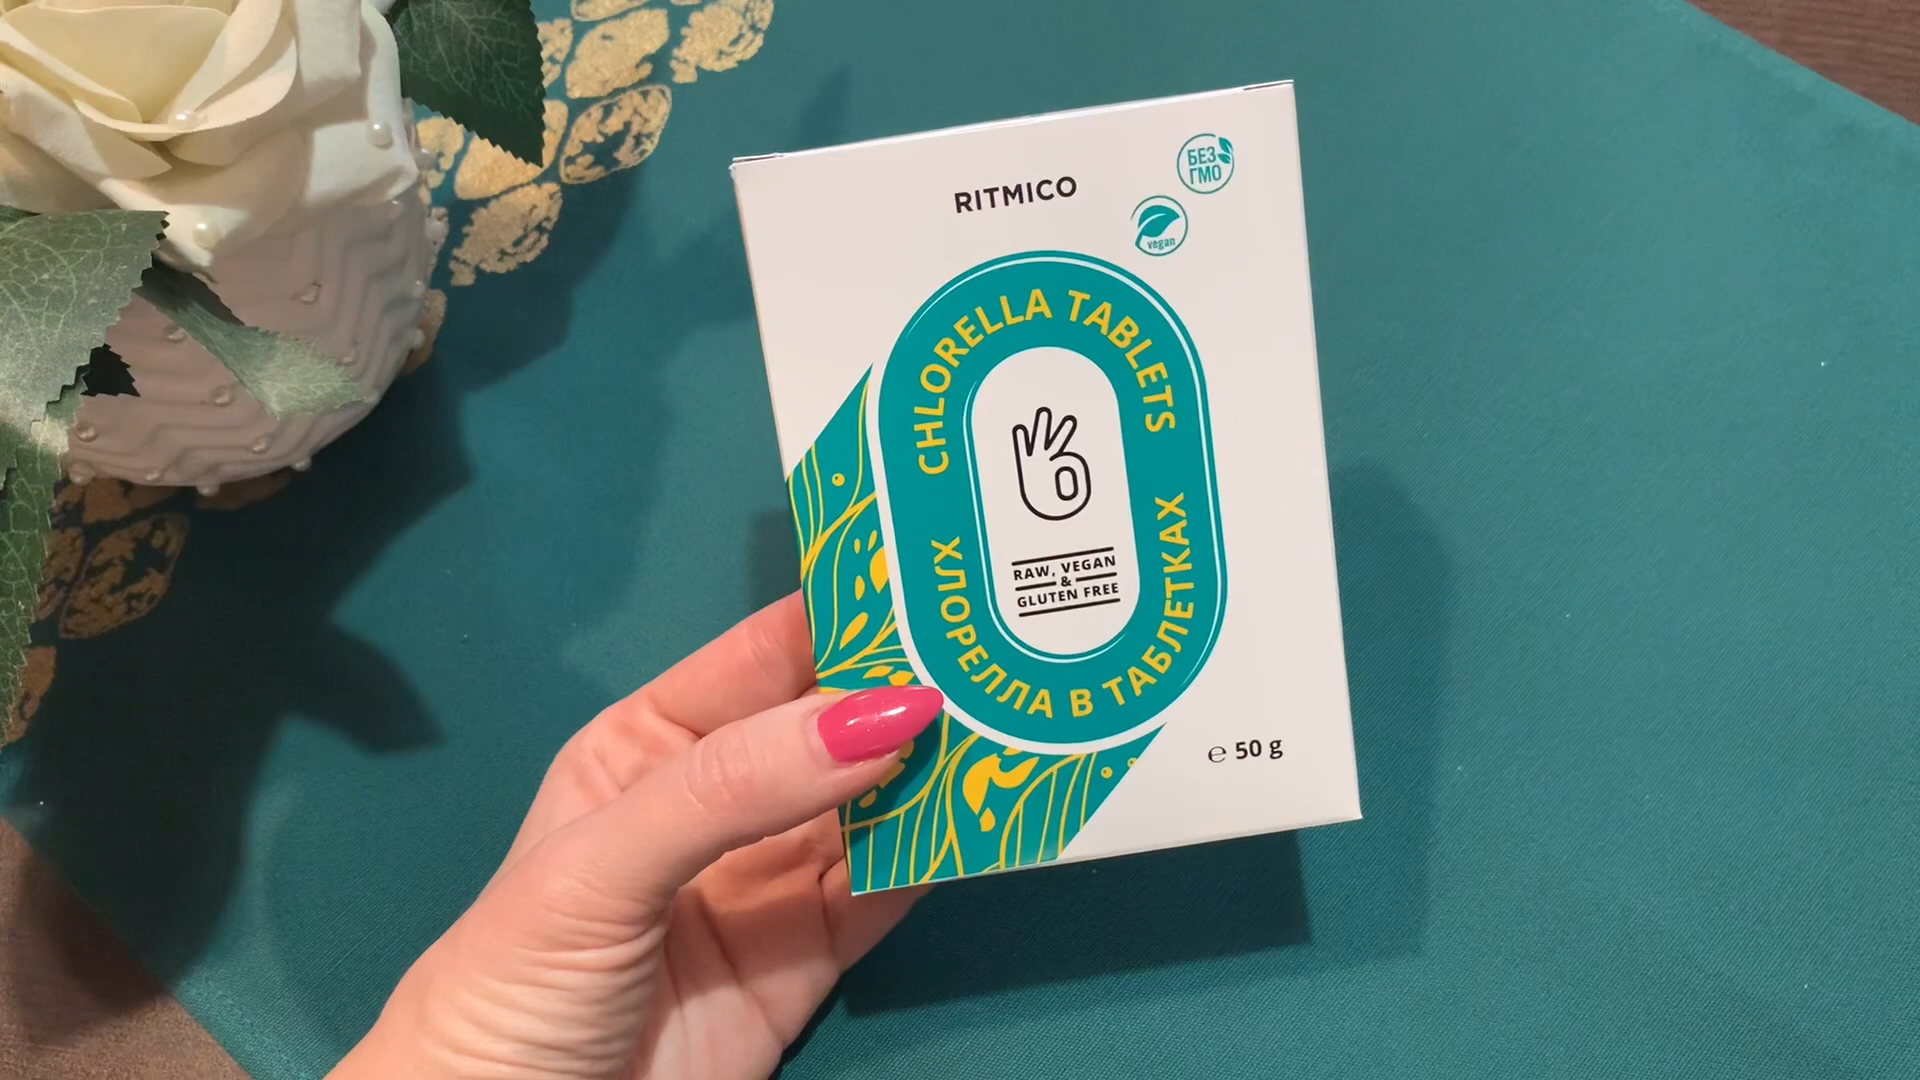 RITMICO
БЕЗ
ГМО
vegan
CHLORELLA TABLETS
RAW, VEGAN
&
GLUTEN FREE
ХЛОРЕЛЛА В ТАБЛЕТКАХ
℮ 50 g